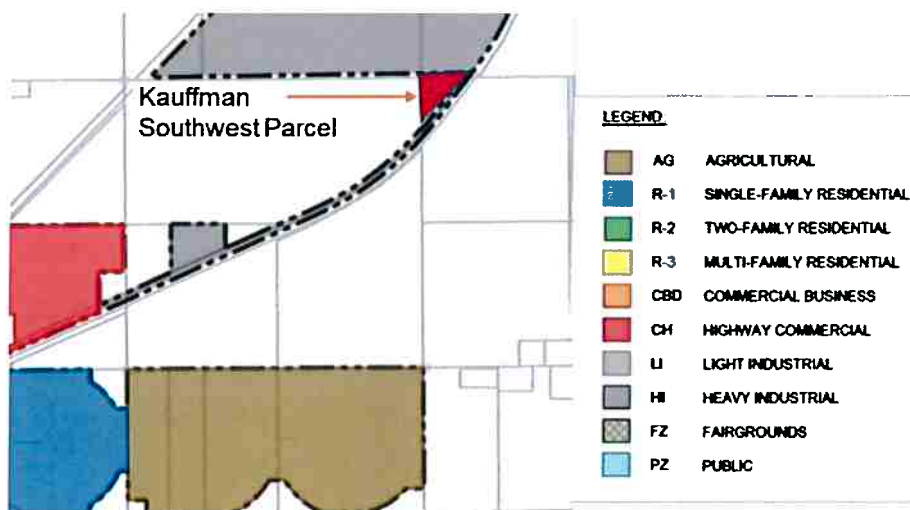 Kauffman
Southwest Parcel
LEGEND
AG AGRICULTURAL
R-1 SINGLE-FAMILY RESIDENTIAL
R-2 TWO-FAMILY RESIDENTIAL
R-3 MULTI-FAMILY RESIDENTIAL
CBD COMMERCIAL BUSINESS
CH HIGHWAY COMMERCIAL
LI LIGHT INDUSTRIAL
HI HEAVY INDUSTRIAL
FZ FAIRGROUNDS
PZ PUBLIC